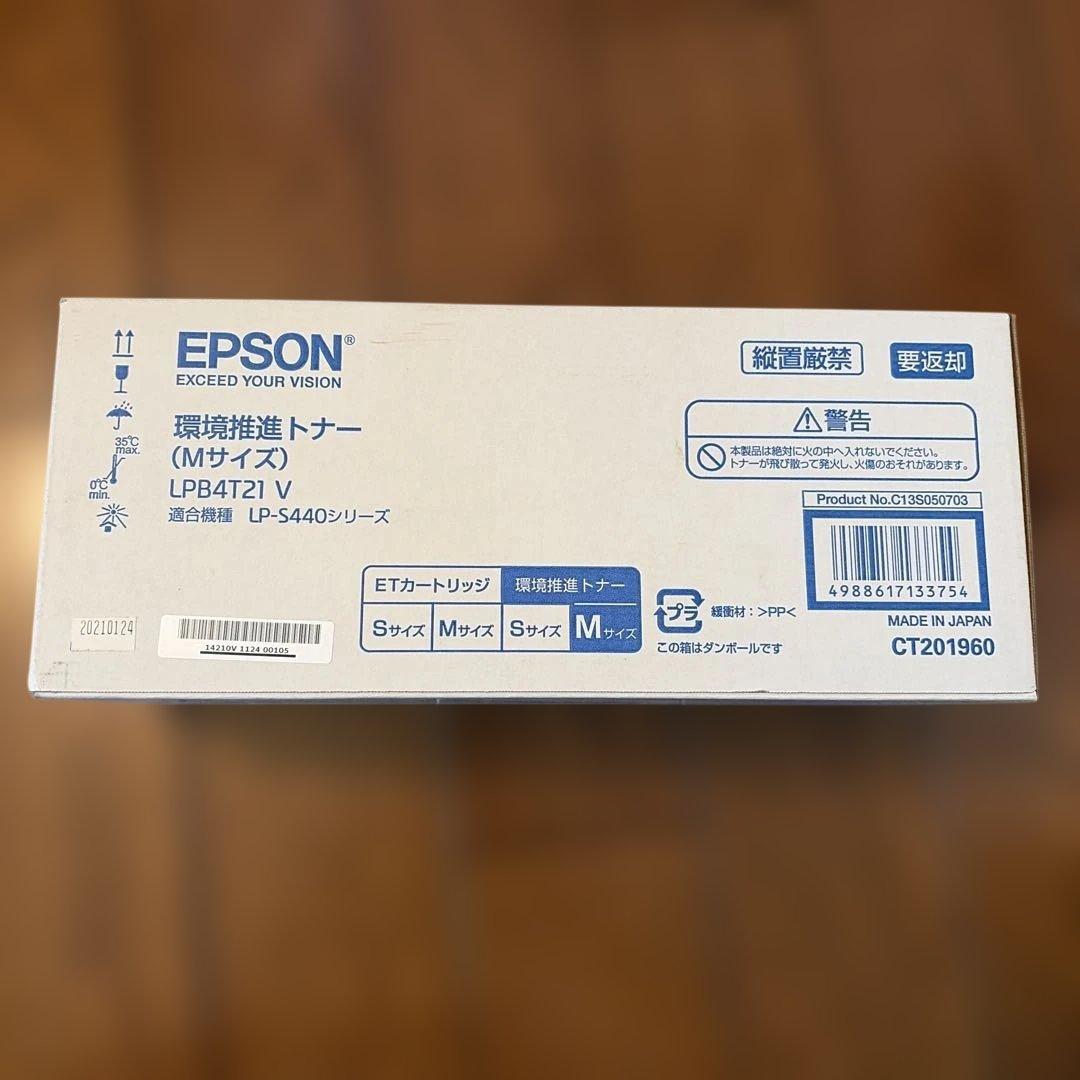 EPSON®
EXCEED YOUR VISION
縦置厳禁
要返却
環境推進トナー
(Mサイズ)
LPB4T21 V
適合機種 LP-S440シリーズ
35℃
max.
0℃
min.
⚠警告
本製品は絶対に火の中へ入れないでください。
トナーが飛び散って発火し、火傷のおそれがあります。
Product No.C13S050703
4988617133754
MADE IN JAPAN
CT201960
ETカートリッジ 環境推進トナー
Sサイズ Mサイズ Sサイズ Mサイズ
プラ 緩衝材:>PP<
この箱はダンボールです
20210124
14210V 1124 00105